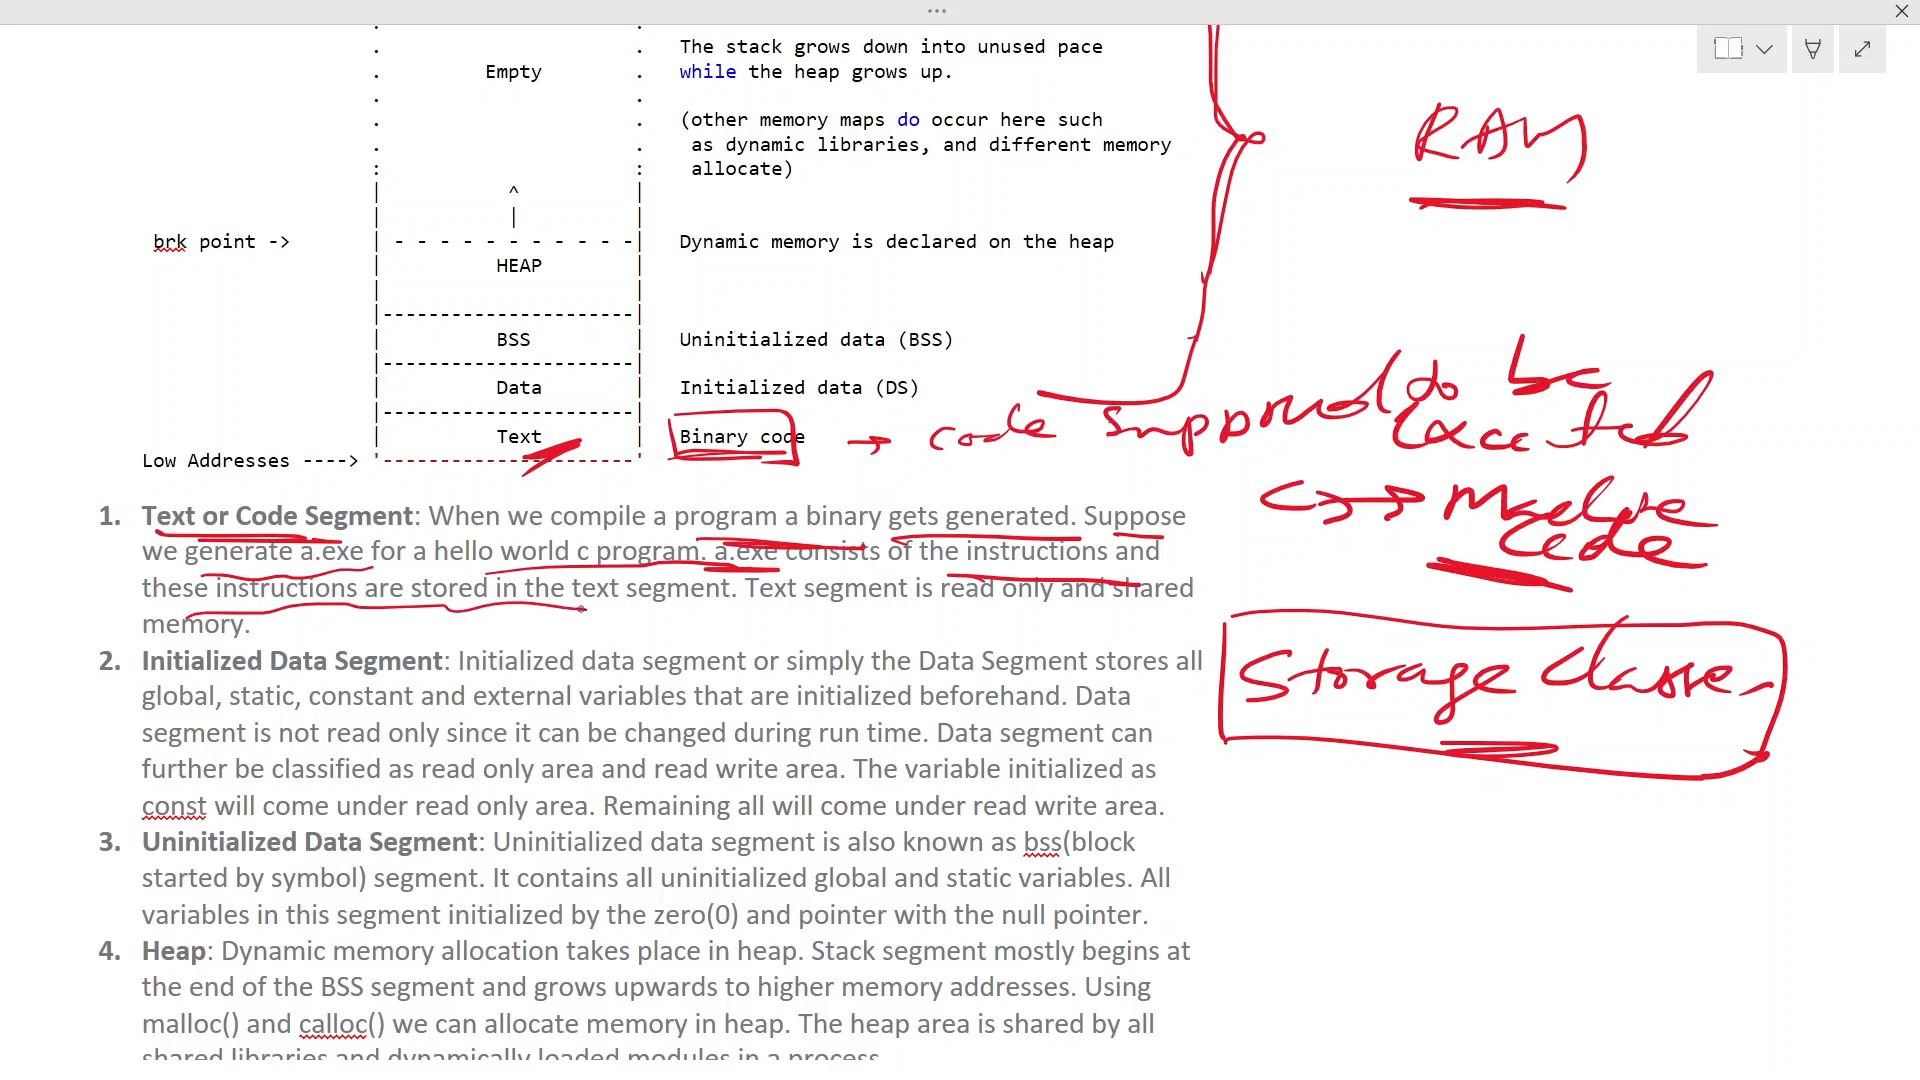 The stack grows down into unused pace
Empty while the heap grows up.
(other memory maps do occur here such
as dynamic libraries, and different memory
allocate)
RAM
brk point -> Dynamic memory is declared on the heap
HEAP
BSS Uninitialized data (BSS)
Data Initialized data (DS)
Text Binary code → code supposed to be
executed
Low Addresses ---->
C → Machine
code
1. Text or Code Segment: When we compile a program a binary gets generated. Suppose
we generate a.exe for a hello world c program. a.exe consists of the instructions and
these instructions are stored in the text segment. Text segment is read only and shared
memory.
Storage Classes
2. Initialized Data Segment: Initialized data segment or simply the Data Segment stores all
global, static, constant and external variables that are initialized beforehand. Data
segment is not read only since it can be changed during run time. Data segment can
further be classified as read only area and read write area. The variable initialized as
const will come under read only area. Remaining all will come under read write area.
3. Uninitialized Data Segment: Uninitialized data segment is also known as bss(block
started by symbol) segment. It contains all uninitialized global and static variables. All
variables in this segment initialized by the zero(0) and pointer with the null pointer.
4. Heap: Dynamic memory allocation takes place in heap. Stack segment mostly begins at
the end of the BSS segment and grows upwards to higher memory addresses. Using
malloc() and calloc() we can allocate memory in heap. The heap area is shared by all
shared libraries and dynamically loaded modules in a process.